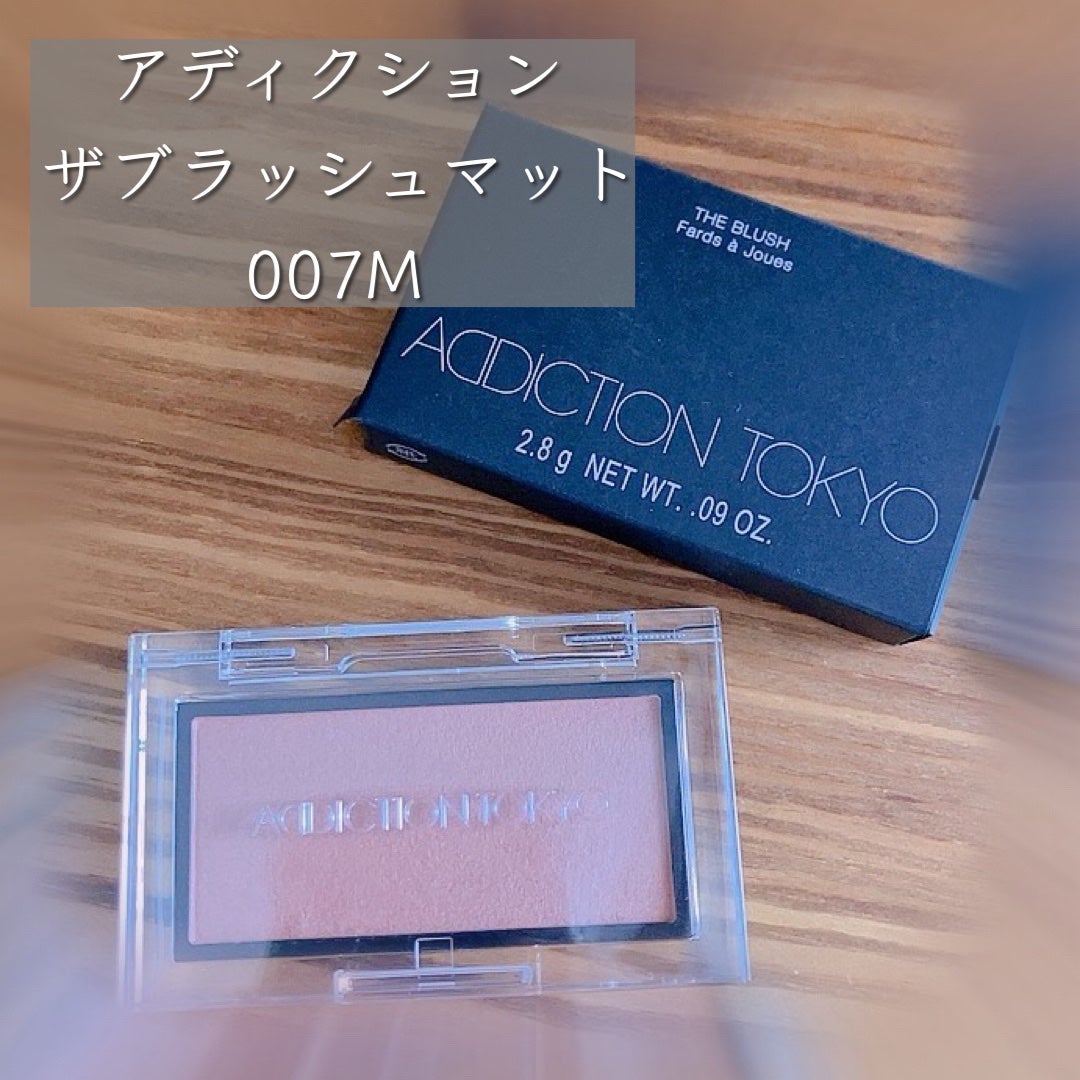 アディクション
ザブラッシュマット
007M
THE BLUSH
Fards à Joues
ADDICTION TOKYO
2.8 g NET WT. .09 OZ.
ADDICTION TOKYO